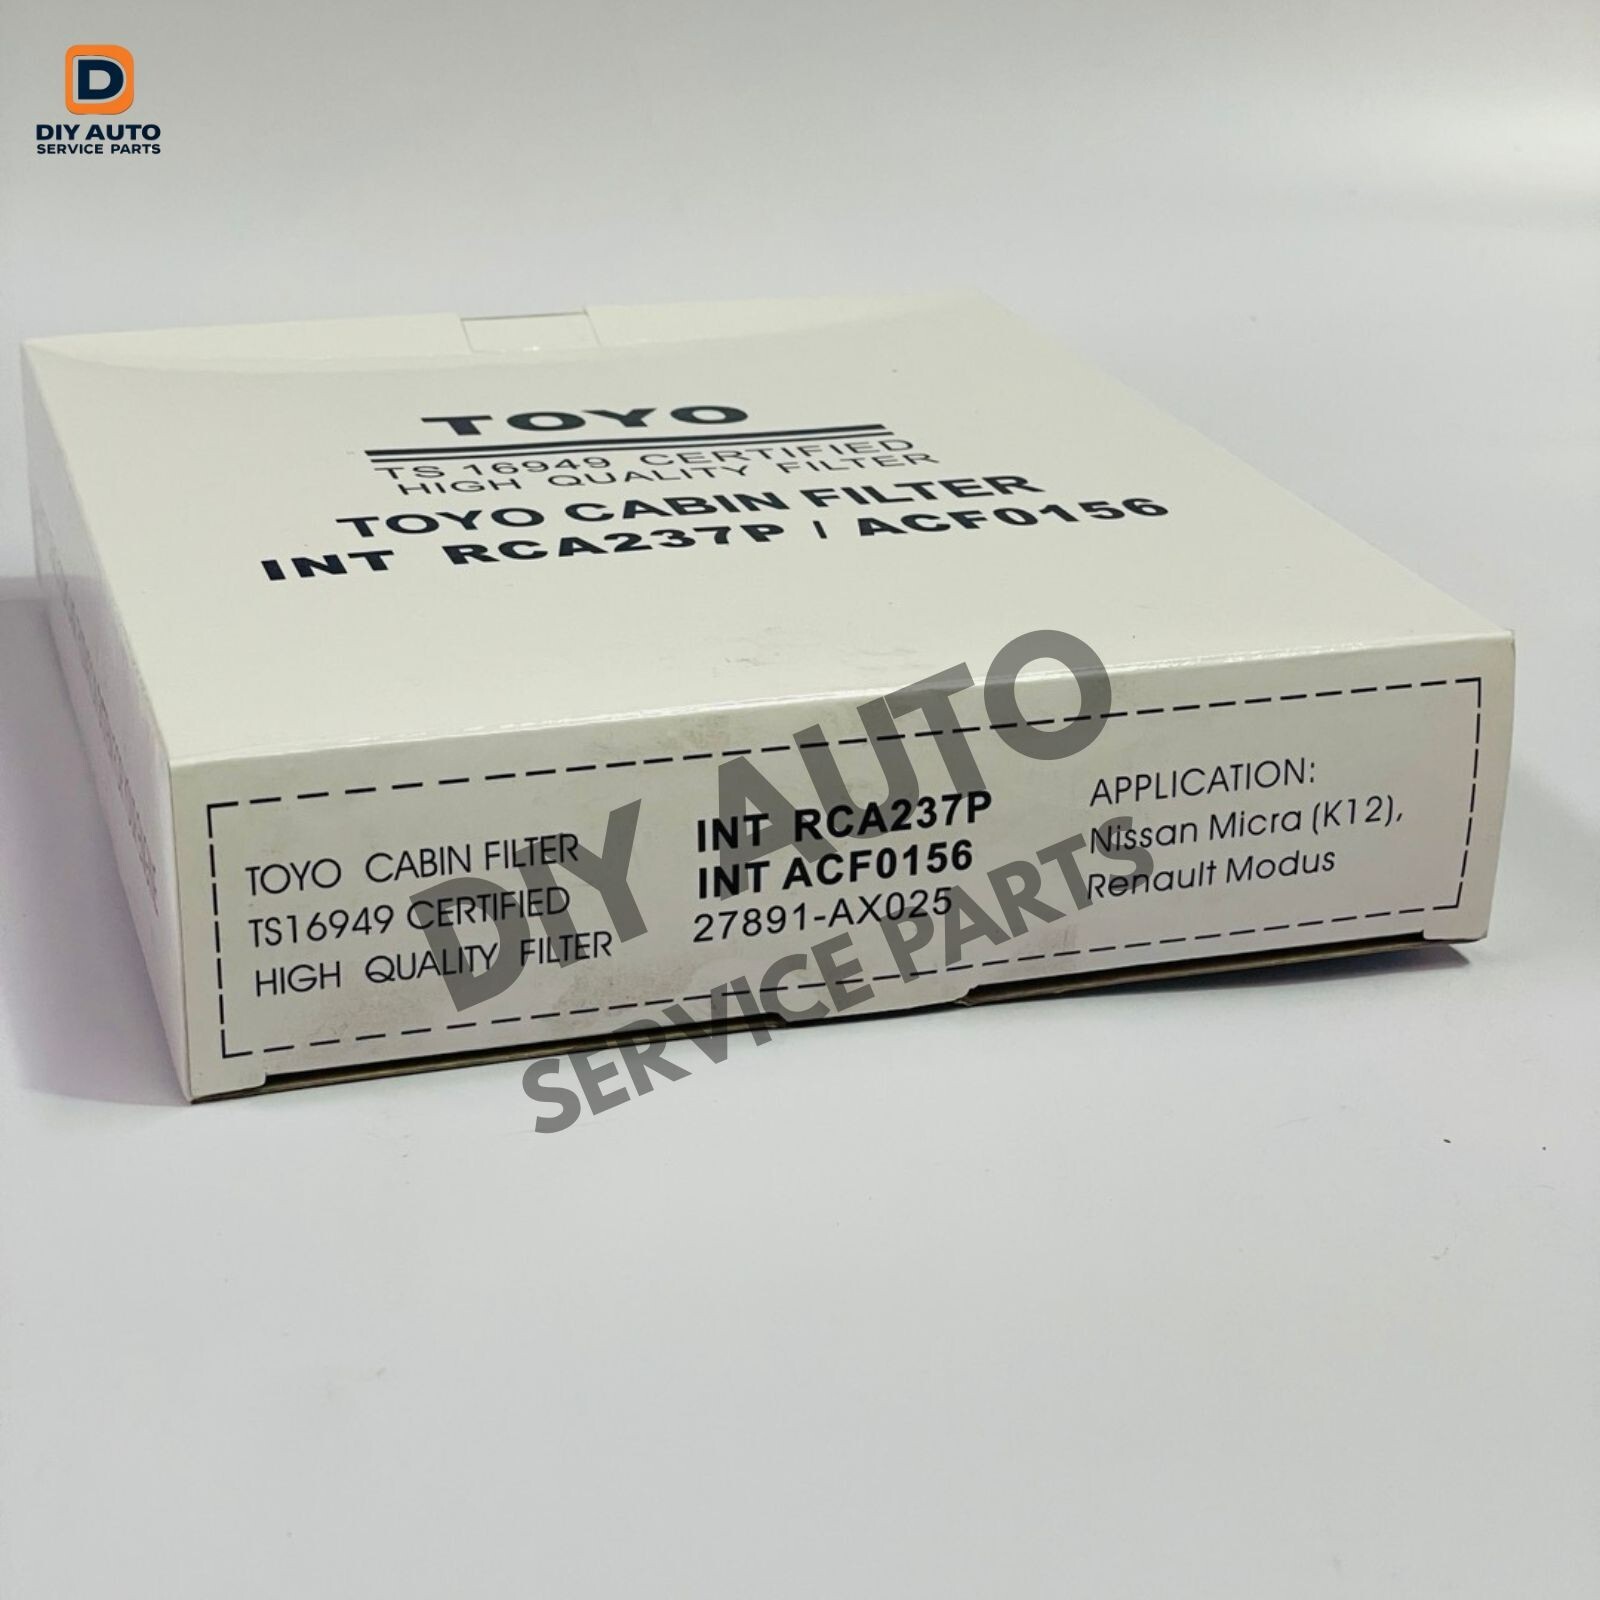 D
DIY AUTO
SERVICE PARTS
TOYO
TS 16949 CERTIFIED
HIGH QUALITY FILTER
TOYO CABIN FILTER
INT RCA237P / ACF0156
TOYO CABIN FILTER
TS16949 CERTIFIED
HIGH QUALITY FILTER
INT RCA237P
INT ACF0156
27891-AX025
APPLICATION:
Nissan Micra (K12),
Renault Modus
DIY AUTO
SERVICE PARTS